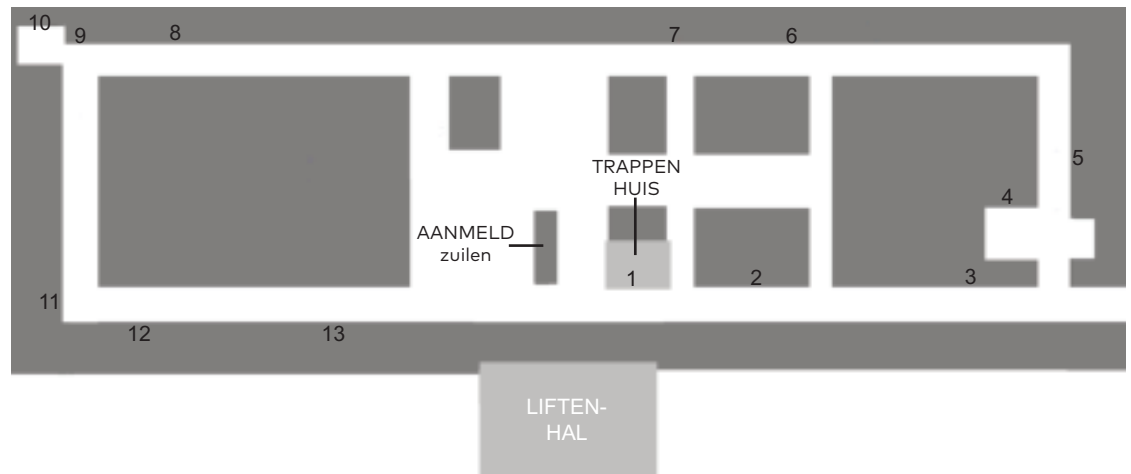 10
9
8
7
6
TRAPPEN
HUIS
5
4
AANMELD
zuilen
1
2
3
11
12
13
LIFTEN-
HAL